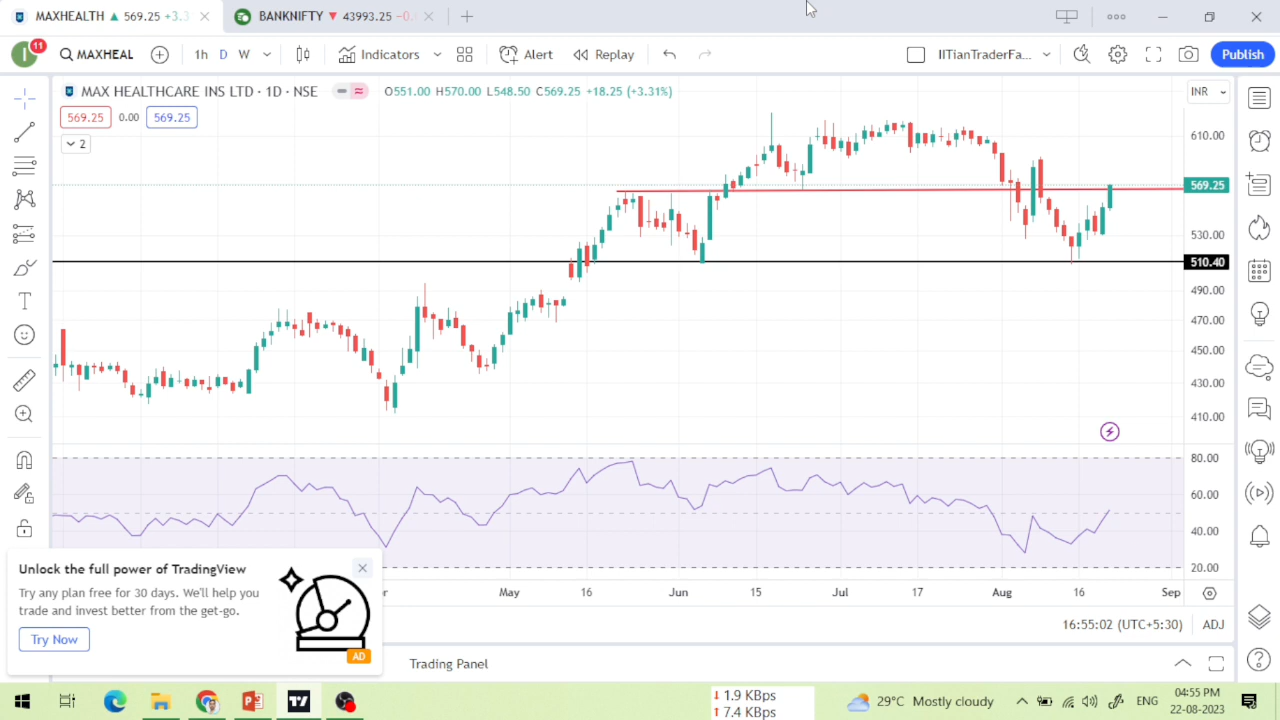 MAXHEALTH ▲ 569.25 +3.3
BANKNIFTY ▼ 43993.25 −0.
11
I
MAXHEAL
1h D W
Indicators
Alert
Replay
IITianTraderFa...
Publish
MAX HEALTHCARE INS LTD · 1D · NSE
O551.00 H570.00 L548.50 C569.25 +18.25 (+3.31%)
INR
569.25 0.00 569.25
2
610.00
569.25
530.00
510.40
490.00
470.00
450.00
430.00
410.00
80.00
60.00
40.00
20.00
Unlock the full power of TradingView
Try any plan free for 30 days. We'll help you
trade and invest better from the get-go.
Try Now
AD
r May 16 Jun 15 Jul 17 Aug 16 Sep
16:55:02 (UTC+5:30) ADJ
Trading Panel
1.9 KBps
7.4 KBps
29°C Mostly cloudy
ENG
04:55 PM
22-08-2023